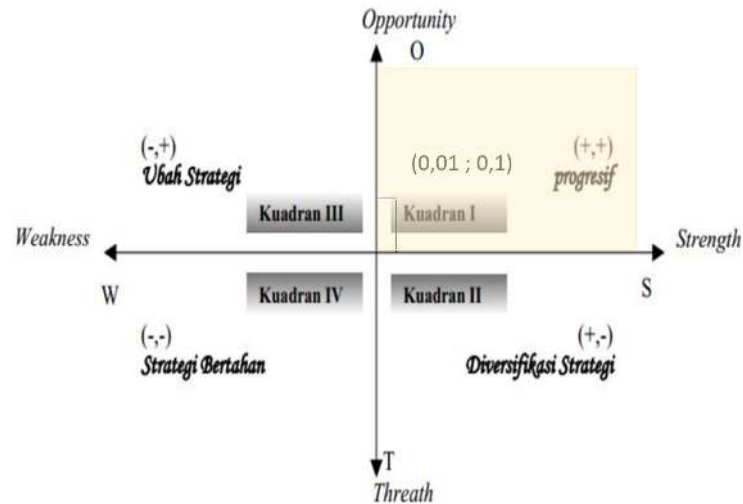 Opportunity
O
(-,+)
Ubah Strategi
(0,01 ; 0,1)
(+,+)
progresif
Kuadran III
Kuadran I
Weakness
Strength
W
Kuadran IV
Kuadran II
S
(-,-)
Strategi Bertahan
(+,-)
Diversifikasi Strategi
T
Threath